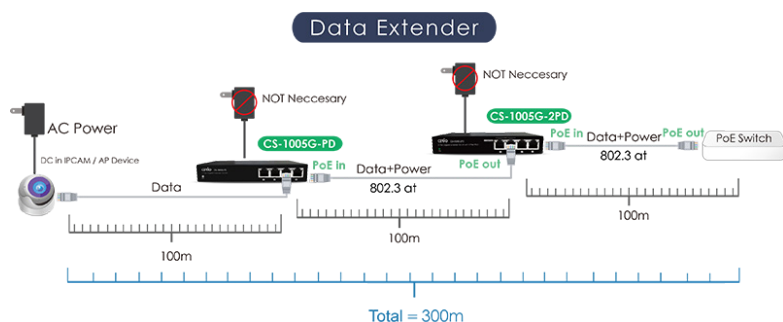 Data Extender
NOT Neccesary
NOT Neccesary
AC Power
CS-1005G-PD
CS-1005G-2PD
DC in IPCAM / AP Device
PoE in
Data+Power
PoE out
PoE in
Data+Power
PoE out
PoE Switch
Data
802.3 at
802.3 at
100m
100m
100m
Total = 300m